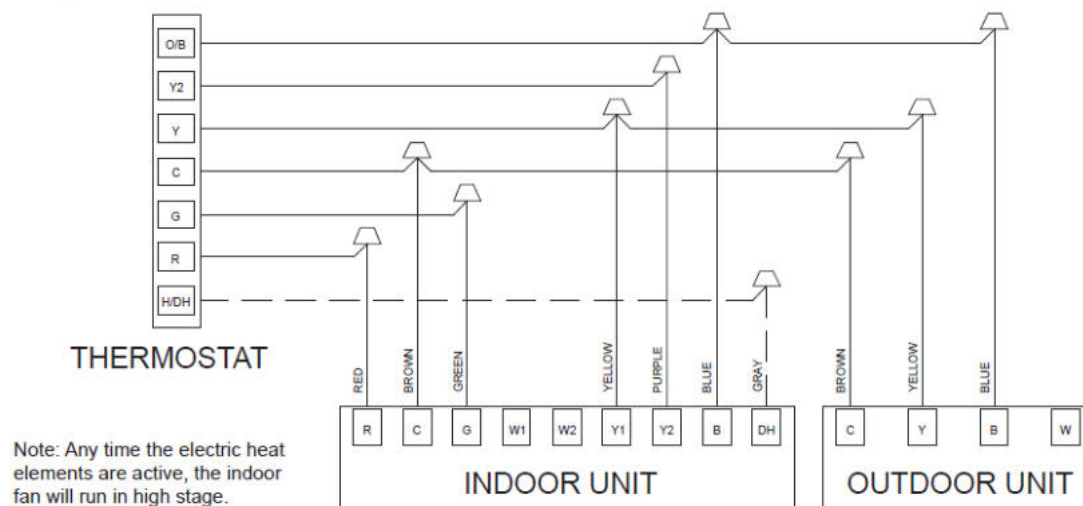 O/B
Y2
Y
C
G
R
H/DH
THERMOSTAT
RED
BROWN
GREEN
YELLOW
PURPLE
BLUE
GRAY
BROWN
YELLOW
BLUE
R C G W1 W2 Y1 Y2 B DH
C Y B W
INDOOR UNIT
OUTDOOR UNIT
Note: Any time the electric heat
elements are active, the indoor
fan will run in high stage.